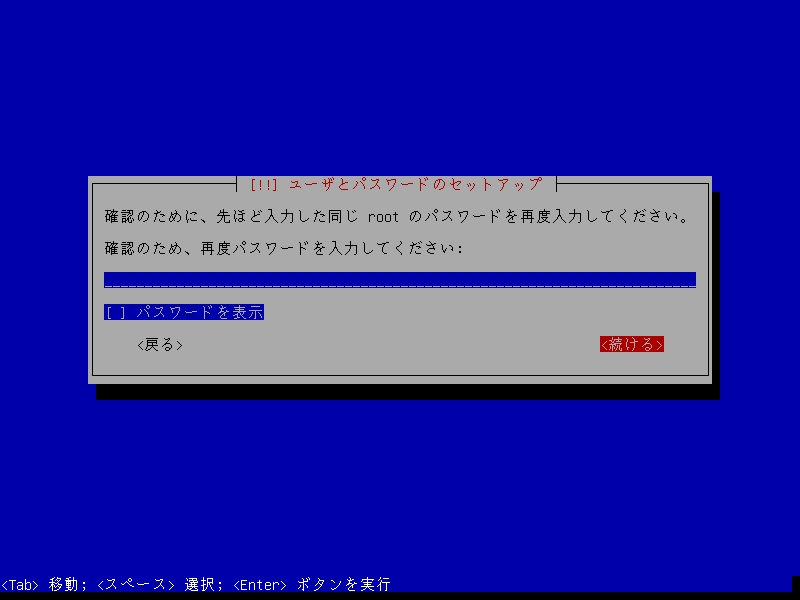 [!!] ユーザとパスワードのセットアップ
確認のために、先ほど入力した同じ root のパスワードを再度入力してください。
確認のため、再度パスワードを入力してください:
[ ] パスワードを表示
<戻る> <続ける>
<Tab> 移動; <スペース> 選択; <Enter> ボタンを実行